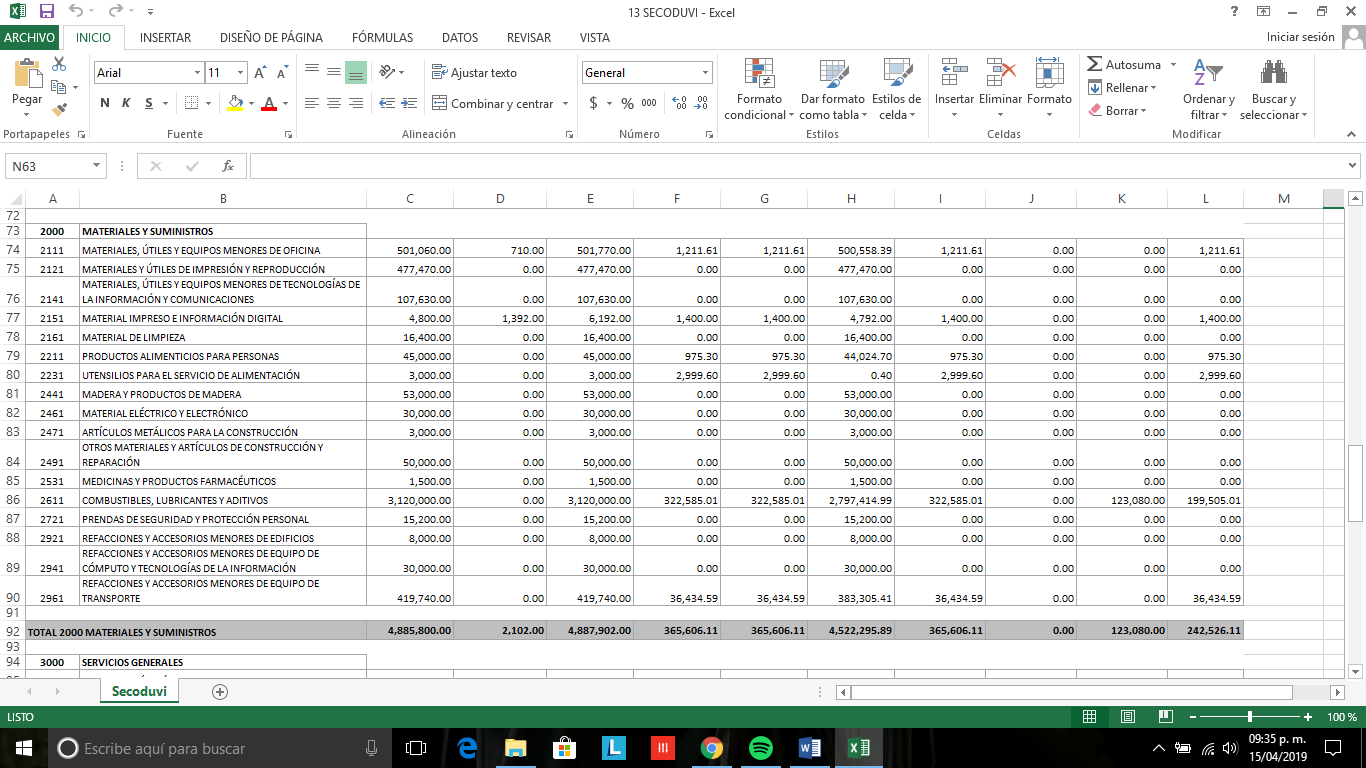 13 SECODUVI - Excel
ARCHIVO INICIO INSERTAR DISEÑO DE PÁGINA FÓRMULAS DATOS REVISAR VISTA Iniciar sesión
Pegar
Portapapeles
Arial 11
N K S
Fuente
Ajustar texto
Combinar y centrar
Alineación
General
$ % 000
Número
Formato condicional
Dar formato como tabla
Estilos de celda
Estilos
Insertar Eliminar Formato
Celdas
Autosuma
Rellenar
Borrar
Ordenar y filtrar
Buscar y seleccionar
Modificar
N63 fx
A B C D E F G H I J K L M
72
73 2000 MATERIALES Y SUMINISTROS
74 2111 MATERIALES, ÚTILES Y EQUIPOS MENORES DE OFICINA 501,060.00 710.00 501,770.00 1,211.61 1,211.61 500,558.39 1,211.61 0.00 0.00 1,211.61
75 2121 MATERIALES Y ÚTILES DE IMPRESIÓN Y REPRODUCCIÓN 477,470.00 0.00 477,470.00 0.00 0.00 477,470.00 0.00 0.00 0.00 0.00
MATERIALES, ÚTILES Y EQUIPOS MENORES DE TECNOLOGÍAS DE
76 2141 LA INFORMACIÓN Y COMUNICACIONES 107,630.00 0.00 107,630.00 0.00 0.00 107,630.00 0.00 0.00 0.00 0.00
77 2151 MATERIAL IMPRESO E INFORMACIÓN DIGITAL 4,800.00 1,392.00 6,192.00 1,400.00 1,400.00 4,792.00 1,400.00 0.00 0.00 1,400.00
78 2161 MATERIAL DE LIMPIEZA 16,400.00 0.00 16,400.00 0.00 0.00 16,400.00 0.00 0.00 0.00 0.00
79 2211 PRODUCTOS ALIMENTICIOS PARA PERSONAS 45,000.00 0.00 45,000.00 975.30 975.30 44,024.70 975.30 0.00 0.00 975.30
80 2231 UTENSILIOS PARA EL SERVICIO DE ALIMENTACIÓN 3,000.00 0.00 3,000.00 2,999.60 2,999.60 0.40 2,999.60 0.00 0.00 2,999.60
81 2441 MADERA Y PRODUCTOS DE MADERA 53,000.00 0.00 53,000.00 0.00 0.00 53,000.00 0.00 0.00 0.00 0.00
82 2461 MATERIAL ELÉCTRICO Y ELECTRÓNICO 30,000.00 0.00 30,000.00 0.00 0.00 30,000.00 0.00 0.00 0.00 0.00
83 2471 ARTÍCULOS METÁLICOS PARA LA CONSTRUCCIÓN 3,000.00 0.00 3,000.00 0.00 0.00 3,000.00 0.00 0.00 0.00 0.00
OTROS MATERIALES Y ARTÍCULOS DE CONSTRUCCIÓN Y
84 2491 REPARACIÓN 50,000.00 0.00 50,000.00 0.00 0.00 50,000.00 0.00 0.00 0.00 0.00
85 2531 MEDICINAS Y PRODUCTOS FARMACÉUTICOS 1,500.00 0.00 1,500.00 0.00 0.00 1,500.00 0.00 0.00 0.00 0.00
86 2611 COMBUSTIBLES, LUBRICANTES Y ADITIVOS 3,120,000.00 0.00 3,120,000.00 322,585.01 322,585.01 2,797,414.99 322,585.01 0.00 123,080.00 199,505.01
87 2721 PRENDAS DE SEGURIDAD Y PROTECCIÓN PERSONAL 15,200.00 0.00 15,200.00 0.00 0.00 15,200.00 0.00 0.00 0.00 0.00
88 2921 REFACCIONES Y ACCESORIOS MENORES DE EDIFICIOS 8,000.00 0.00 8,000.00 0.00 0.00 8,000.00 0.00 0.00 0.00 0.00
REFACCIONES Y ACCESORIOS MENORES DE EQUIPO DE
89 2941 CÓMPUTO Y TECNOLOGÍAS DE LA INFORMACIÓN 30,000.00 0.00 30,000.00 0.00 0.00 30,000.00 0.00 0.00 0.00 0.00
REFACCIONES Y ACCESORIOS MENORES DE EQUIPO DE
90 2961 TRANSPORTE 419,740.00 0.00 419,740.00 36,434.59 36,434.59 383,305.41 36,434.59 0.00 0.00 36,434.59
91
92 TOTAL 2000 MATERIALES Y SUMINISTROS 4,885,800.00 2,102.00 4,887,902.00 365,606.11 365,606.11 4,522,295.89 365,606.11 0.00 123,080.00 242,526.11
93
94 3000 SERVICIOS GENERALES
Secoduvi
LISTO 100 %
Escribe aquí para buscar
09:35 p. m.
15/04/2019